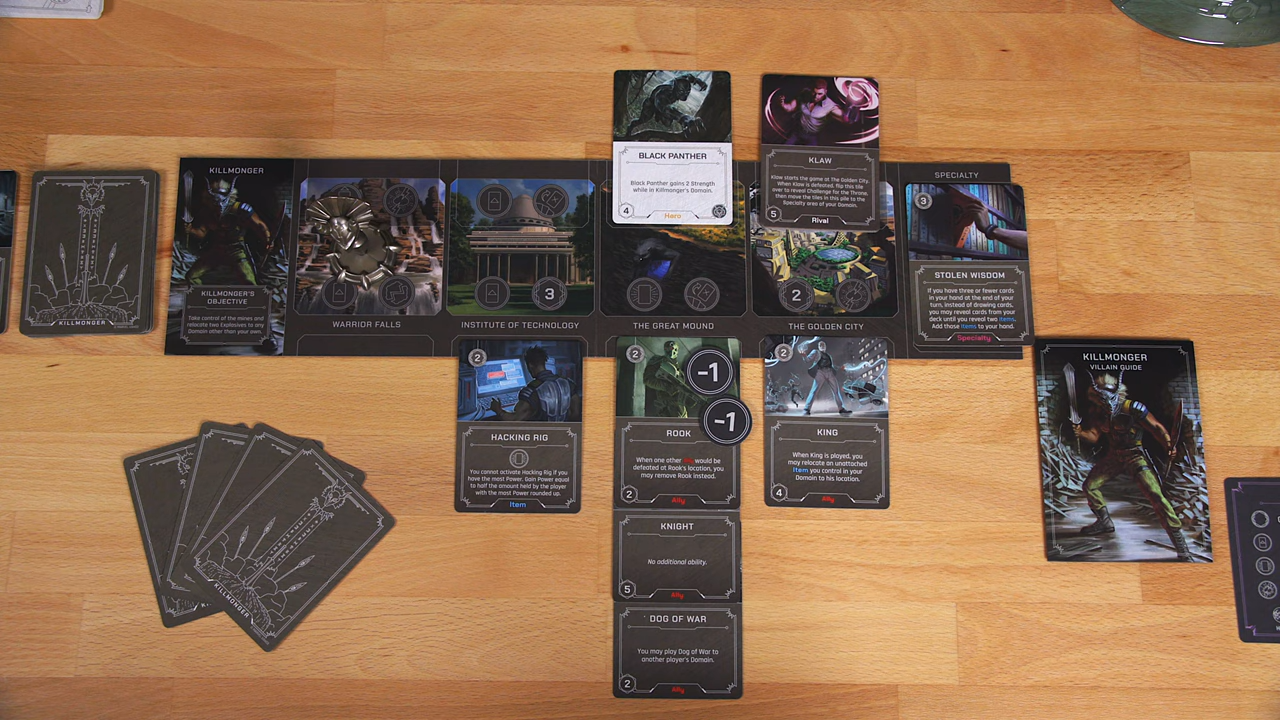 BLACK PANTHER
Black Panther gains 2 Strength
while in Killmonger's Domain.
4
Hero
KLAW
Klaw starts the game at The Golden City.
When Klaw is defeated, flip this tile
over to reveal Challenge for the Throne,
then move the tiles in this pile to the
Specialty area of your Domain.
5
Rival
KILLMONGER
KILLMONGER
KILLMONGER'S
OBJECTIVE
Take control of the mines and
relocate two Explosives to any
Domain other than your own.
WARRIOR FALLS
3
INSTITUTE OF TECHNOLOGY
THE GREAT MOUND
2
THE GOLDEN CITY
SPECIALTY
3
STOLEN WISDOM
If you have three or fewer cards
in your hand at the end of your
turn, instead of drawing cards,
you may reveal cards from your
deck until you reveal two Items.
Add those Items to your hand.
Specialty
2
HACKING RIG
You cannot activate Hacking Rig if you
have the most Power. Gain Power equal
to half the amount held by the player
with the most Power rounded up.
Item
2
-1
-1
ROOK
When one other Ally would be
defeated at Rook's location, you
may remove Rook instead.
2
Ally
KNIGHT
No additional ability.
5
Ally
DOG OF WAR
You may play Dog of War to
another player's Domain.
2
Ally
2
KING
When King is played, you
may relocate an unattached
Item you control in your
Domain to his location.
4
Ally
KILLMONGER
VILLAIN GUIDE
KILLMONGER